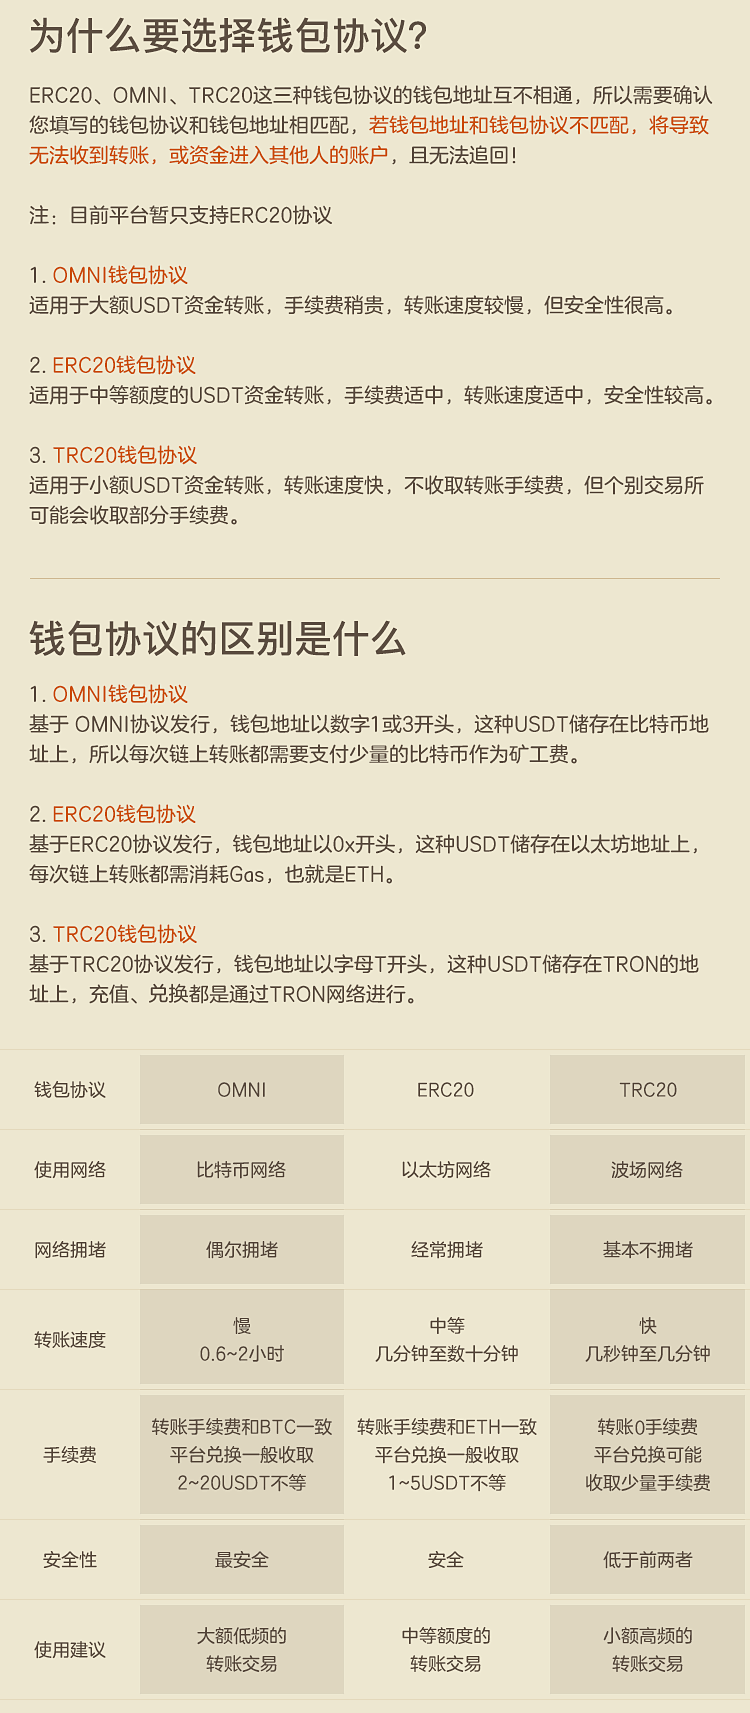 为什么要选择钱包协议?
ERC20、OMNI、TRC20这三种钱包协议的钱包地址互不相通，所以需要确认
您填写的钱包协议和钱包地址相匹配，若钱包地址和钱包协议不匹配，将导致
无法收到转账，或资金进入其他人的账户，且无法追回！
注：目前平台暂只支持ERC20协议
1. OMNI钱包协议
适用于大额USDT资金转账，手续费稍贵，转账速度较慢，但安全性很高。
2. ERC20钱包协议
适用于中等额度的USDT资金转账，手续费适中，转账速度适中，安全性较高。
3. TRC20钱包协议
适用于小额USDT资金转账，转账速度快，不收取转账手续费，但个别交易所
可能会收取部分手续费。
钱包协议的区别是什么
1. OMNI钱包协议
基于 OMNI协议发行，钱包地址以数字1或3开头，这种USDT储存在比特币地
址上，所以每次链上转账都需要支付少量的比特币作为矿工费。
2. ERC20钱包协议
基于ERC20协议发行，钱包地址以0x开头，这种USDT储存在以太坊地址上，
每次链上转账都需消耗Gas，也就是ETH。
3. TRC20钱包协议
基于TRC20协议发行，钱包地址以字母T开头，这种USDT储存在TRON的地
址上，充值、兑换都是通过TRON网络进行。
钱包协议 OMNI ERC20 TRC20
使用网络 比特币网络 以太坊网络 波场网络
网络拥堵 偶尔拥堵 经常拥堵 基本不拥堵
转账速度
慢
0.6~2小时
中等
几分钟至数十分钟
快
几秒钟至几分钟
手续费
转账手续费和BTC一致
平台兑换一般收取
2~20USDT不等
转账手续费和ETH一致
平台兑换一般收取
1~5USDT不等
转账0手续费
平台兑换可能
收取少量手续费
安全性 最安全 安全 低于前两者
使用建议
大额低频的
转账交易
中等额度的
转账交易
小额高频的
转账交易